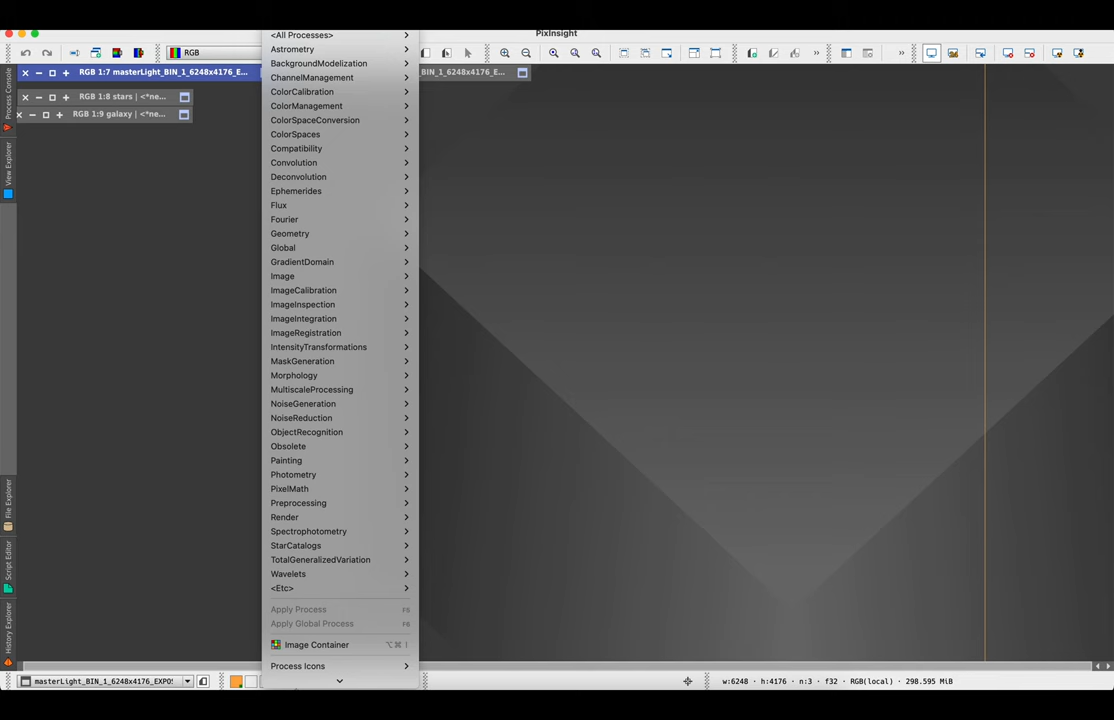 PixInsight
RGB
RGB 1:7 masterLight_BIN_1_6248x4176_E...
_BIN_1_6248x4176_E...
RGB 1:8 stars | <*ne...
RGB 1:9 galaxy | <*ne...
Process Console
View Explorer
File Explorer
Script Editor
History Explorer
<All Processes>
Astrometry
BackgroundModelization
ChannelManagement
ColorCalibration
ColorManagement
ColorSpaceConversion
ColorSpaces
Compatibility
Convolution
Deconvolution
Ephemerides
Flux
Fourier
Geometry
Global
GradientDomain
Image
ImageCalibration
ImageInspection
ImageIntegration
ImageRegistration
IntensityTransformations
MaskGeneration
Morphology
MultiscaleProcessing
NoiseGeneration
NoiseReduction
ObjectRecognition
Obsolete
Painting
Photometry
PixelMath
Preprocessing
Render
Spectrophotometry
StarCatalogs
TotalGeneralizedVariation
Wavelets
<Etc>
Apply Process F5
Apply Global Process F6
Image Container ⌥⌘ I
Process Icons
masterLight_BIN_1_6248x4176_EXPOS
w:6248 · h:4176 · n:3 · f32 · RGB(local) · 298.595 MiB